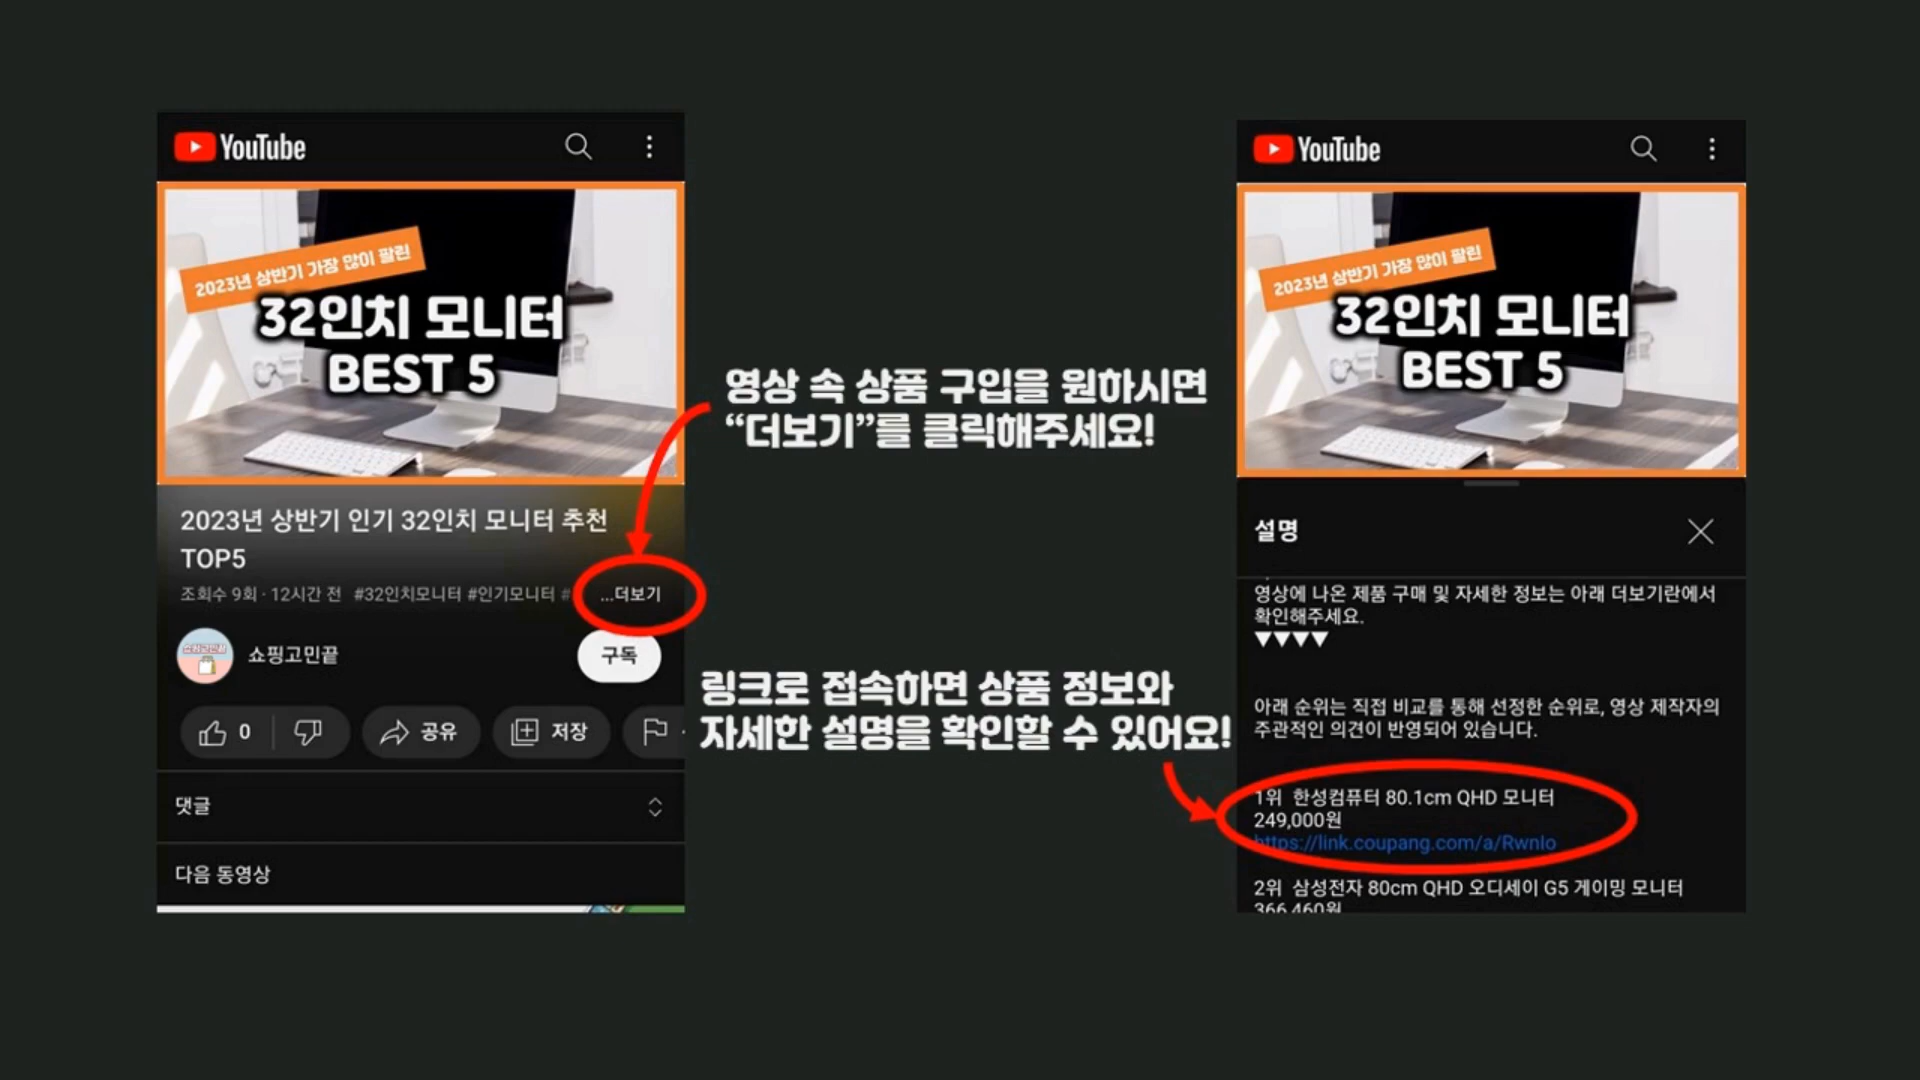 YouTube
2023년 상반기 가장 많이 팔린
32인치 모니터
BEST 5
2023년 상반기 인기 32인치 모니터 추천
TOP5
조회수 9회 · 12시간 전 #32인치모니터 #인기모니터 # ...더보기
쇼핑고민끝
쇼핑고민끝
구독
0
공유
저장
댓글
다음 동영상
영상 속 상품 구입을 원하시면
“더보기”를 클릭해주세요!
링크로 접속하면 상품 정보와
자세한 설명을 확인할 수 있어요!
YouTube
2023년 상반기 가장 많이 팔린
32인치 모니터
BEST 5
설명
영상에 나온 제품 구매 및 자세한 정보는 아래 더보기란에서
확인해주세요.
▼▼▼▼
아래 순위는 직접 비교를 통해 선정한 순위로, 영상 제작자의
주관적인 의견이 반영되어 있습니다.
1위 한성컴퓨터 80.1cm QHD 모니터
249,000원
https://link.coupang.com/a/Rwnlo
2위 삼성전자 80cm QHD 오디세이 G5 게이밍 모니터
366,460원